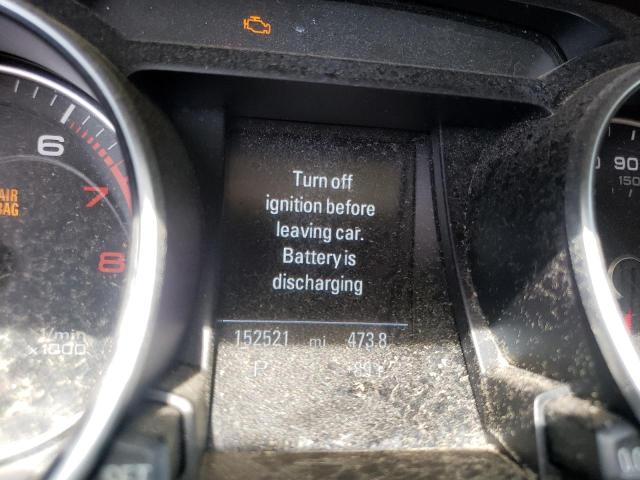 6
7
8
AIR
BAG
1/min
x1000
Turn off
ignition before
leaving car.
Battery is
discharging
152521 mi 473.8
P
90
150